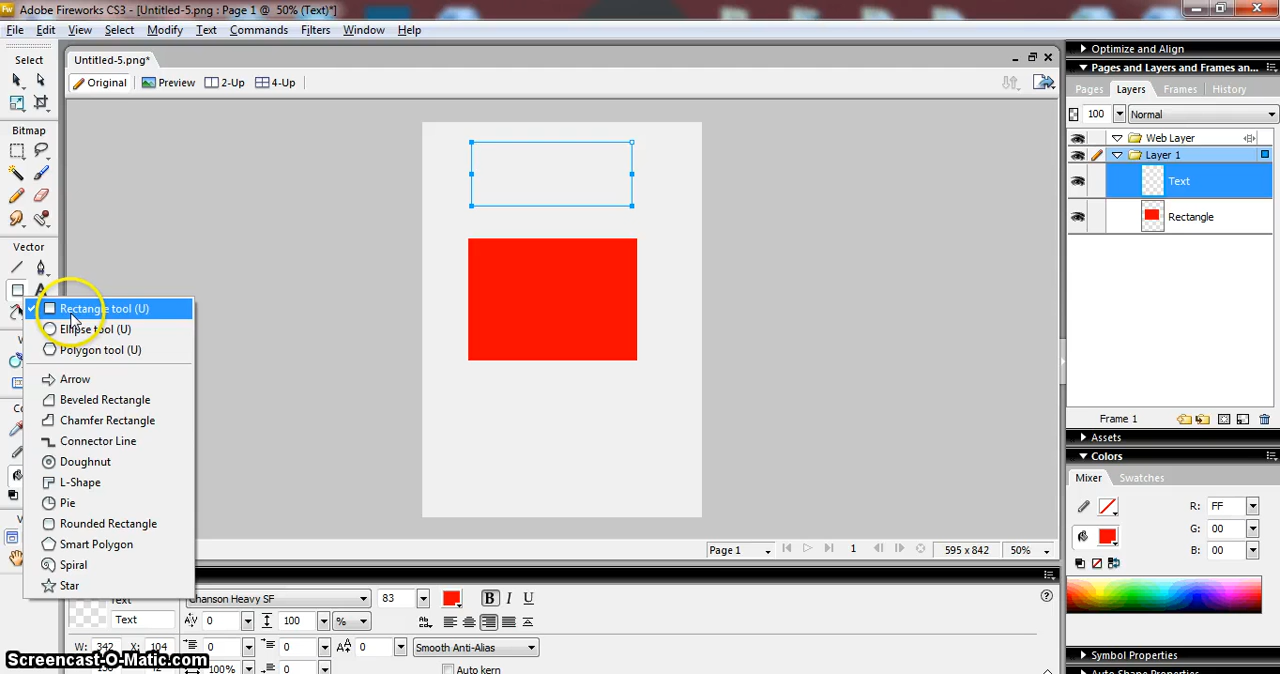 Fw Adobe Fireworks CS3 - [Untitled-5.png : Page 1 @ 50% (Text)*]
File Edit View Select Modify Text Commands Filters Window Help
Select
Untitled-5.png*
Original Preview 2-Up 4-Up
Bitmap
Vector
Rectangle tool (U)
Ellipse tool (U)
Polygon tool (U)
Arrow
Beveled Rectangle
Chamfer Rectangle
Connector Line
Doughnut
L-Shape
Pie
Rounded Rectangle
Smart Polygon
Spiral
Star
Page 1 1 595 x 842 50%
Text
Text
Chanson Heavy SF 83 B I U
0 100 %
W: 342 X: 104 0 0 0 Smooth Anti-Alias
100% 0 Auto kern
Screencast-O-Matic.com
Optimize and Align
Pages and Layers and Frames an...
Pages Layers Frames History
100 Normal
Web Layer
Layer 1
Text
Rectangle
Frame 1
Assets
Colors
Mixer Swatches
R: FF
G: 00
B: 00
Symbol Properties